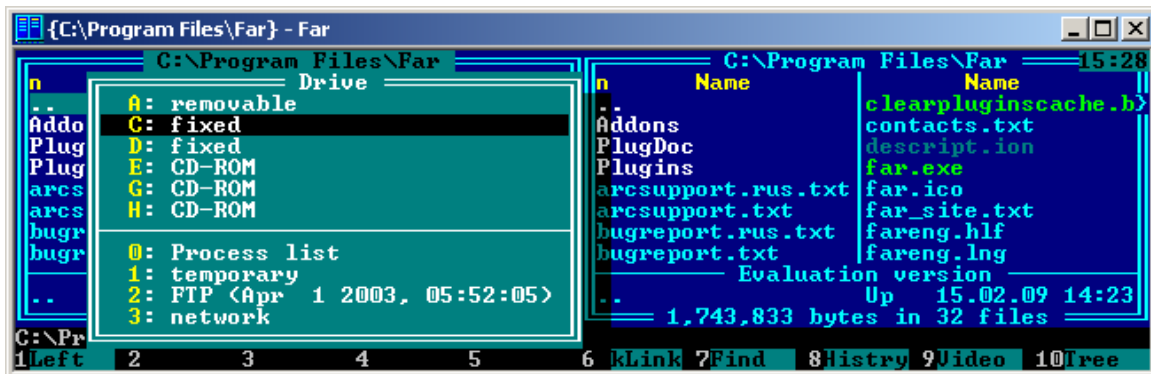 {C:\Program Files\Far} - Far
C:\Program Files\Far
C:\Program Files\Far 15:28
n
Drive
n Name Name
..
A: removable
.. clearpluginscache.b}
Addo
C: fixed
Addons contacts.txt
Plug
D: fixed
PlugDoc descript.ion
Plug
E: CD-ROM
Plugins far.exe
arcs
G: CD-ROM
arcsupport.rus.txt far.ico
arcs
H: CD-ROM
arcsupport.txt far_site.txt
bugr
bugreport.rus.txt fareng.hlf
bugr
0: Process list
bugreport.txt fareng.lng
1: temporary
Evaluation version
..
2: FTP (Apr 1 2003, 05:52:05)
.. Up 15.02.09 14:23
3: network
1,743,833 bytes in 32 files
C:\Pr
1Left 2 3 4 5 6 kLink 7Find 8Histry 9Video 10Tree